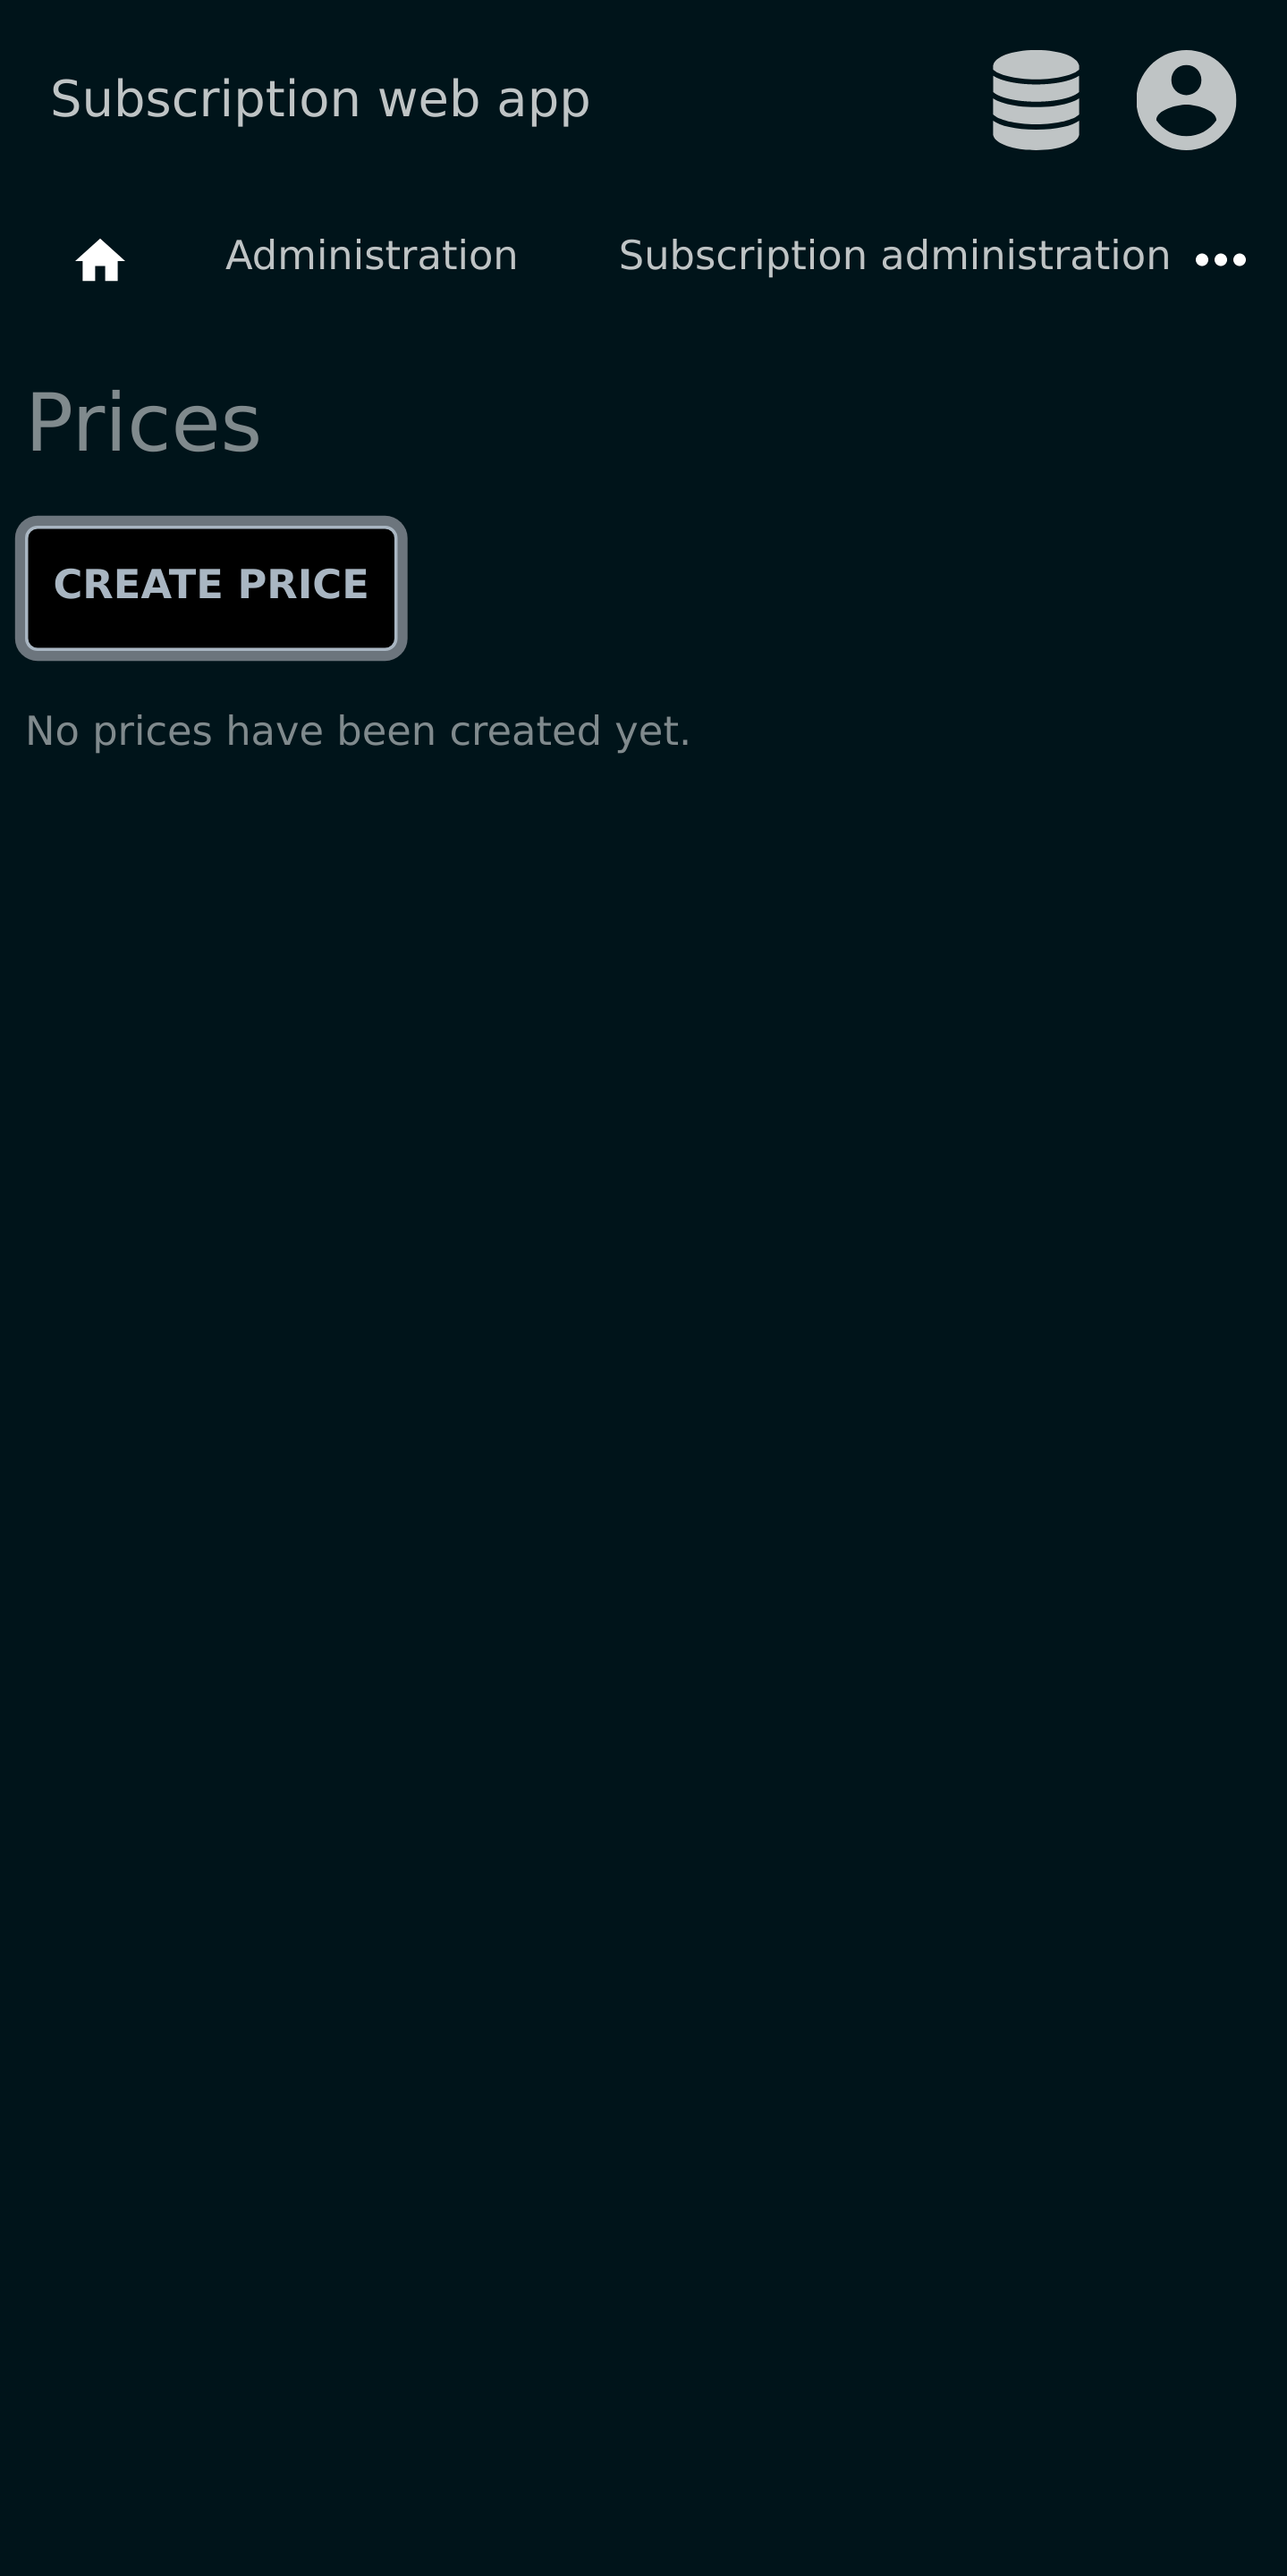 Subscription web app
Administration Subscription administration
Prices
CREATE PRICE
No prices have been created yet.